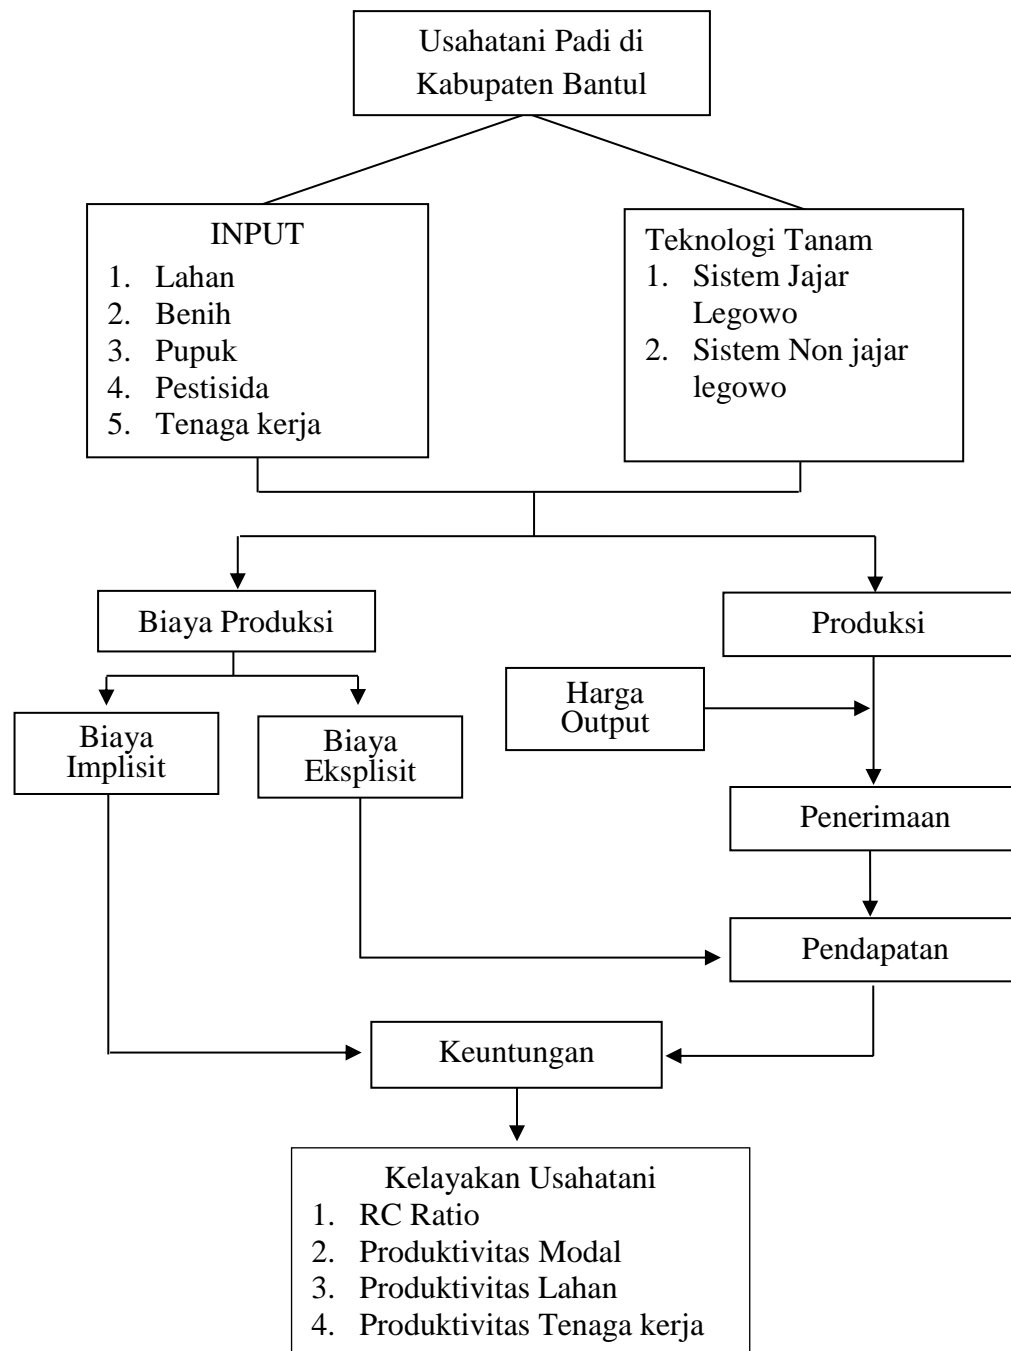 Usahatani Padi di
Kabupaten Bantul
INPUT
1. Lahan
2. Benih
3. Pupuk
4. Pestisida
5. Tenaga kerja
Teknologi Tanam
1. Sistem Jajar
Legowo
2. Sistem Non jajar
legowo
Biaya Produksi
Produksi
Harga
Output
Biaya
Implisit
Biaya
Eksplisit
Penerimaan
Pendapatan
Keuntungan
Kelayakan Usahatani
1. RC Ratio
2. Produktivitas Modal
3. Produktivitas Lahan
4. Produktivitas Tenaga kerja